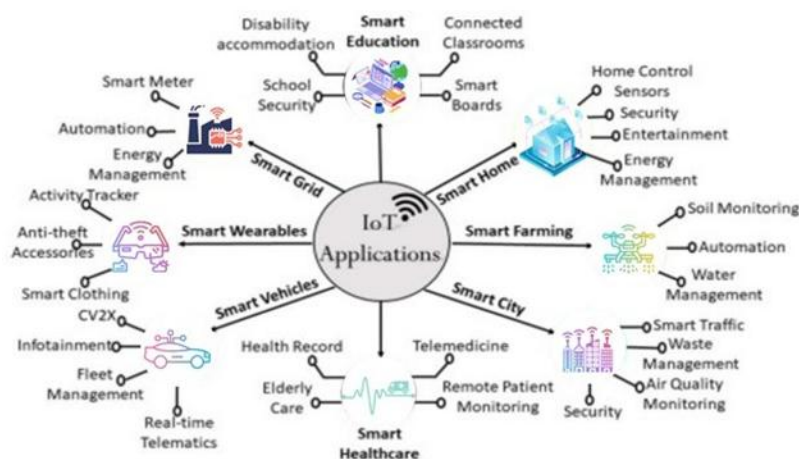 Smart
Education
Disability
accommodation
Connected
Classrooms
School
Security
Smart
Boards
Smart Meter
Automation
Energy
Management
Smart Grid
Home Control
Sensors
Security
Entertainment
Energy
Management
Smart Home
Activity Tracker
Anti-theft
Accessories
Smart Clothing
Smart Wearables
IoT
Applications
Smart Farming
Soil Monitoring
Automation
Water
Management
Smart Vehicles
CV2X
Infotainment
Fleet
Management
Real-time
Telematics
Health Record
Elderly
Care
Telemedicine
Remote Patient
Monitoring
Smart
Healthcare
Smart City
Smart Traffic
Waste
Management
Air Quality
Monitoring
Security